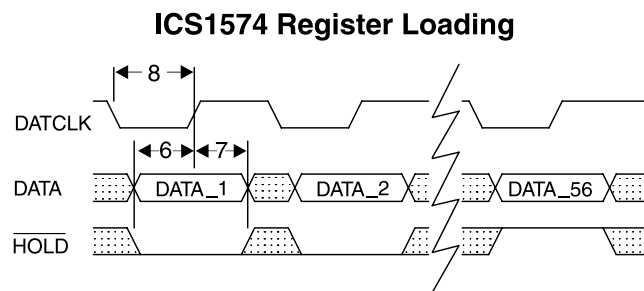 ICS1574 Register Loading
8
DATCLK
6 7
DATA DATA_1 DATA_2 DATA_56
HOLD